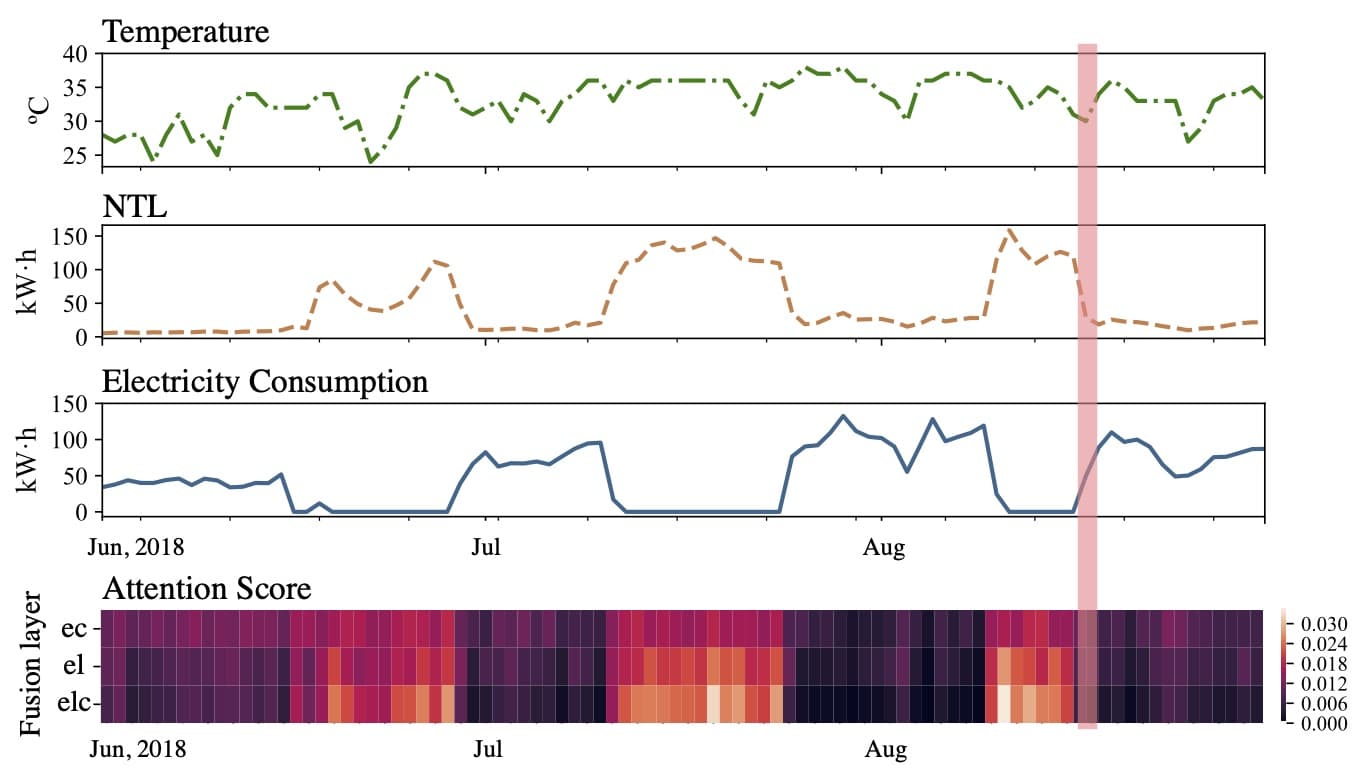 Temperature
40
35
30
25
ºC
NTL
150
100
50
0
kW·h
Electricity Consumption
150
100
50
0
kW·h
Jun, 2018 Jul Aug
Attention Score
Fusion layer
ec
el
elc
0.030
0.024
0.018
0.012
0.006
0.000
Jun, 2018 Jul Aug